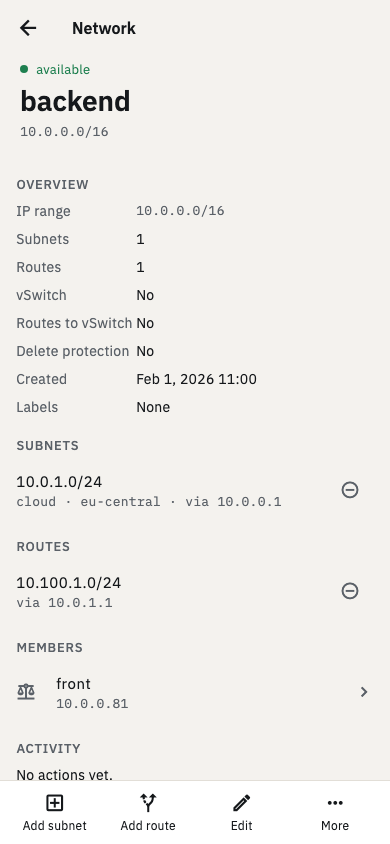 Network
available
backend
10.0.0.0/16
OVERVIEW
IP range 10.0.0.0/16
Subnets 1
Routes 1
vSwitch No
Routes to vSwitch No
Delete protection No
Created Feb 1, 2026 11:00
Labels None
SUBNETS
10.0.1.0/24
cloud · eu-central · via 10.0.0.1
ROUTES
10.100.1.0/24
via 10.0.1.1
MEMBERS
front
10.0.0.81
ACTIVITY
No actions yet.
Add subnet Add route Edit More